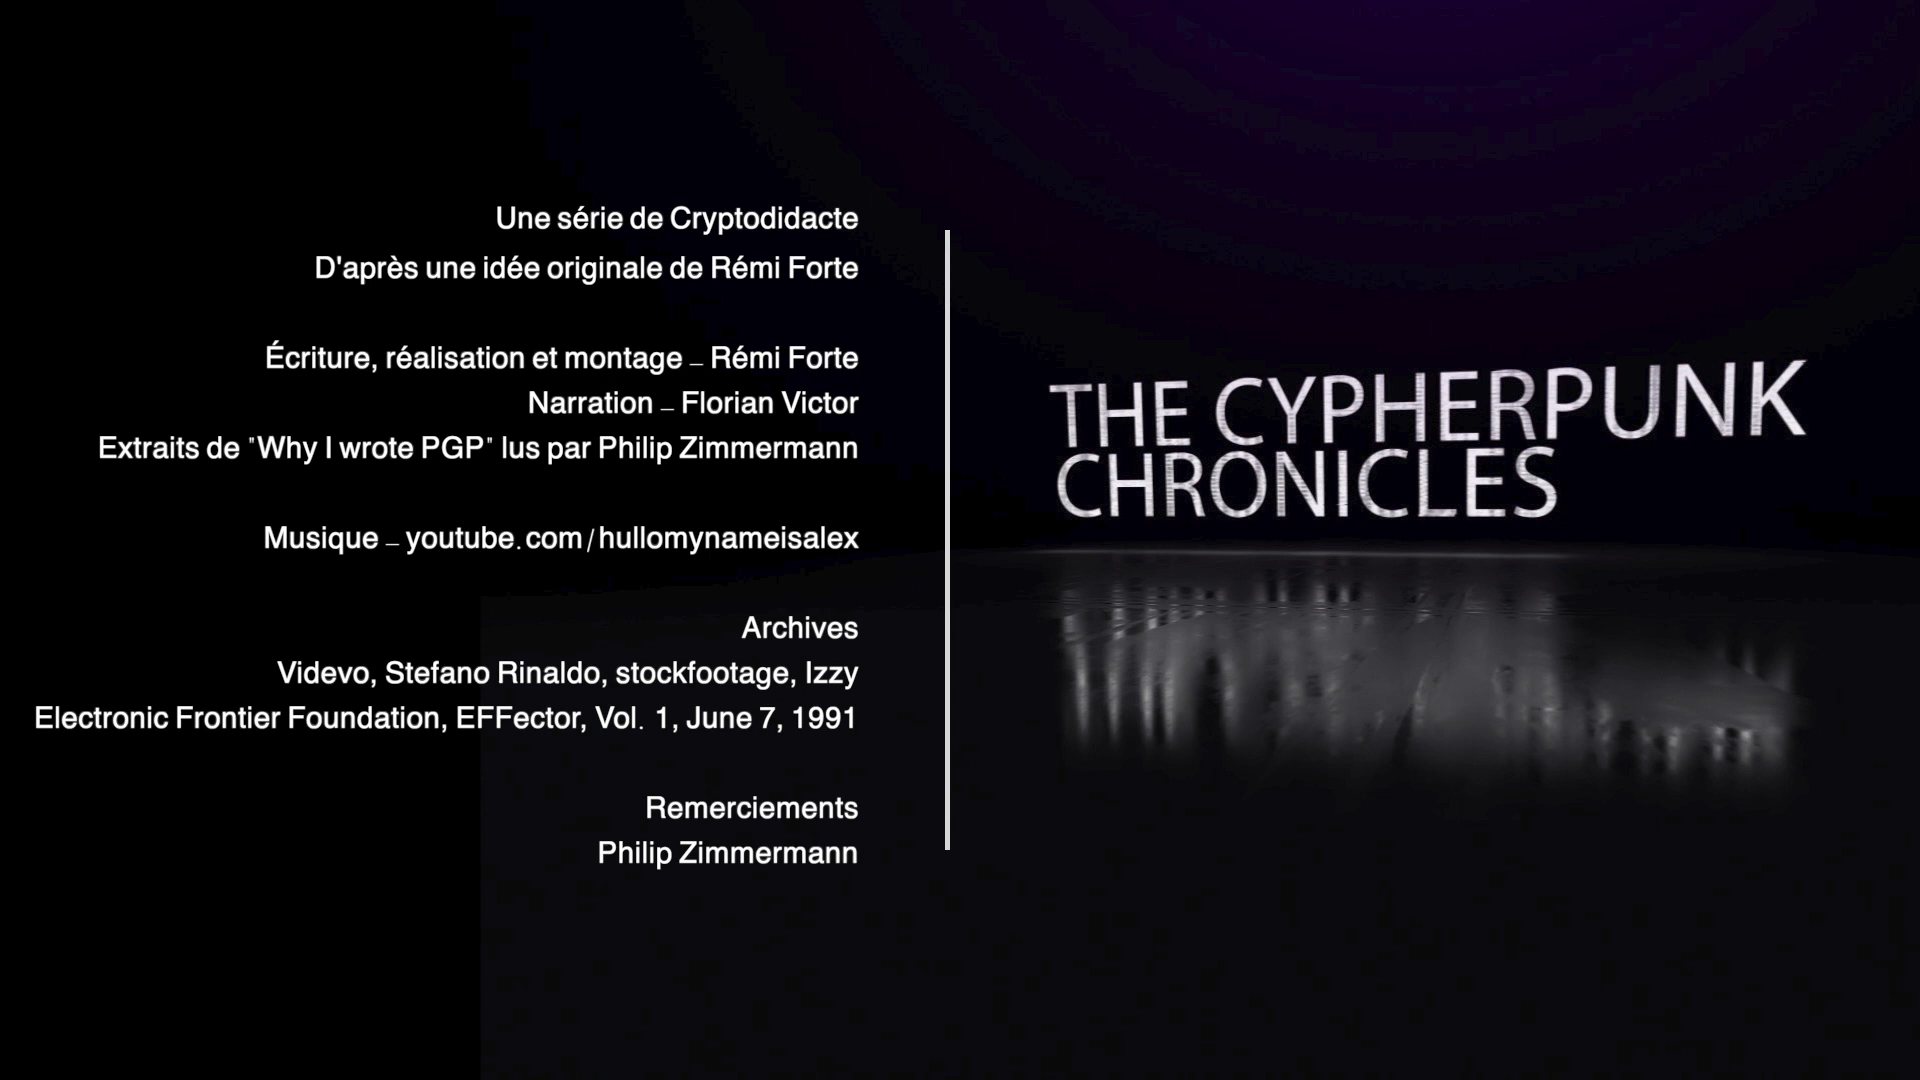 Une série de Cryptodidacte
D'après une idée originale de Rémi Forte
Écriture, réalisation et montage – Rémi Forte
Narration – Florian Victor
Extraits de "Why I wrote PGP" lus par Philip Zimmermann
Musique – youtube.com/hullomynameisalex
Archives
Videvo, Stefano Rinaldo, stockfootage, Izzy
Electronic Frontier Foundation, EFFector, Vol. 1, June 7, 1991
Remerciements
Philip Zimmermann
THE CYPHERPUNK
CHRONICLES